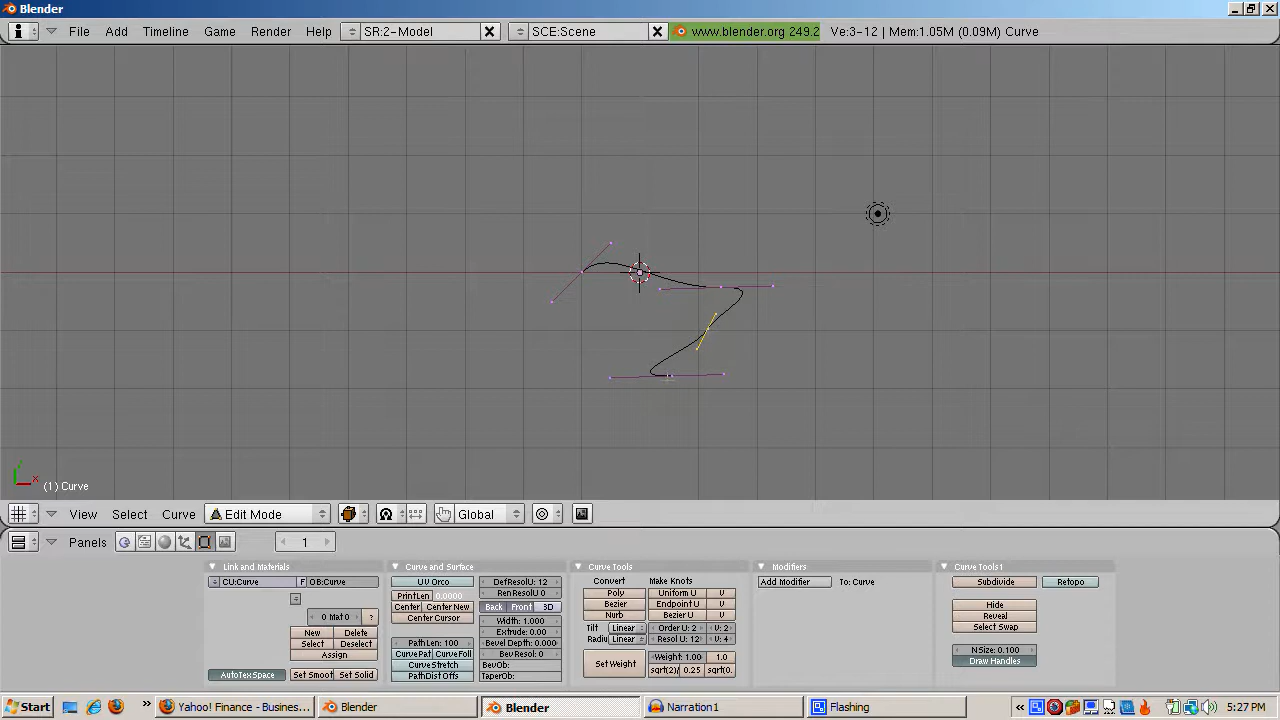 Blender
File Add Timeline Game Render Help SR:2-Model SCE:Scene www.blender.org 249.2 Ve:3-12 | Mem:1.05M (0.09M) Curve
(1) Curve
View Select Curve Edit Mode Global
Panels 1
Link and Materials
CU:Curve F OB:Curve
0 Mat 0 ?
New Delete
Select Deselect
Assign
AutoTexSpace Set Smoot Set Solid
Curve and Surface
UV Orco
PrintLen 0.0000
Center Center New
Center Cursor
PathLen: 100
CurvePat CurveFoll
CurveStretch
PathDist Offs
DefResolU: 12
RenResolU 0
Back Front 3D
Width: 1.000
Extrude: 0.00
Bevel Depth: 0.000
BevResol: 0
BevOb:
TaperOb:
Curve Tools
Convert Make Knots
Poly Uniform U V
Bezier Endpoint U V
Nurb Bezier U V
Tilt Linear Order U: 2 V: 2
Radiu Linear Resol U: 12 V: 4
Set Weight Weight: 1.00 1.0
sqrt(2)/ 0.25 sqrt(0.
Modifiers
Add Modifier To: Curve
Curve Tools1
Subdivide Retopo
Hide
Reveal
Select Swap
NSize: 0.100
Draw Handles
Start Yahoo! Finance - Busines... Blender Blender Narration1 Flashing 5:27 PM